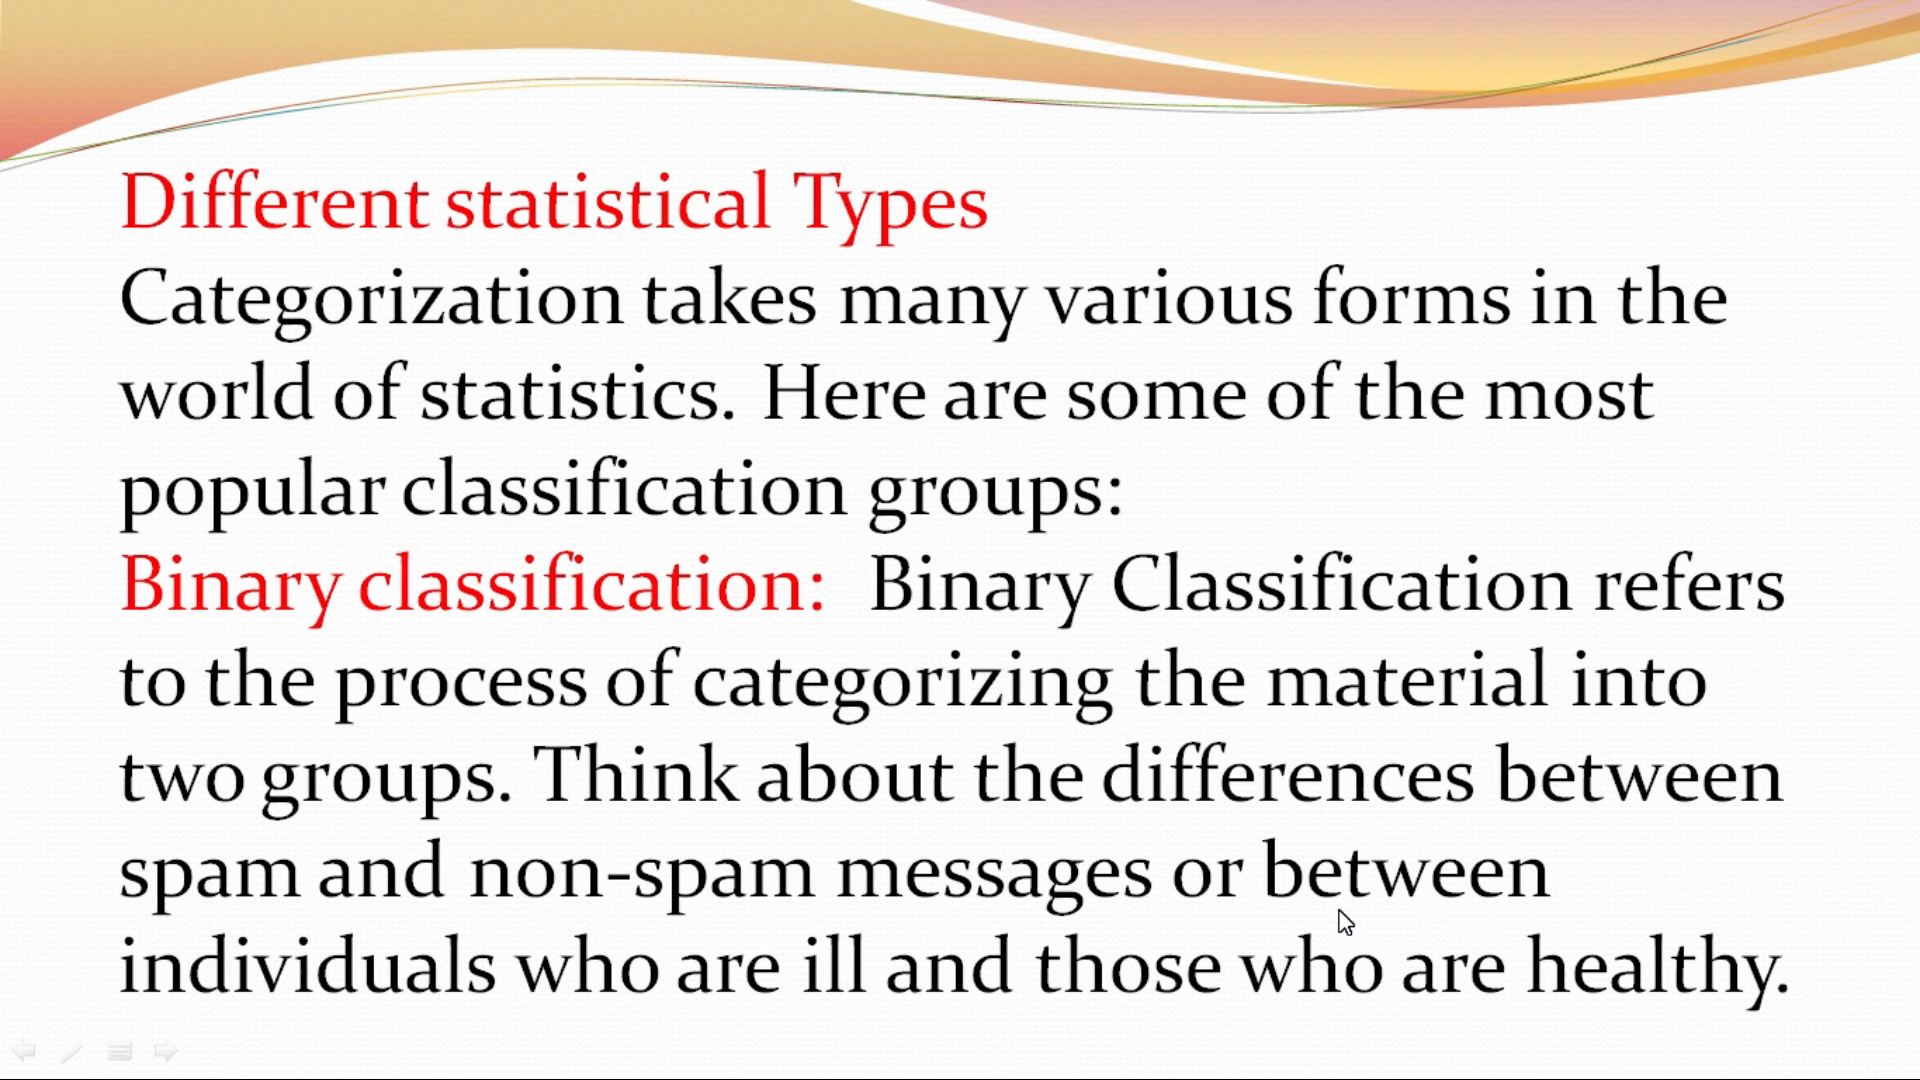 Different statistical Types
Categorization takes many various forms in the
world of statistics. Here are some of the most
popular classification groups:
Binary classification: Binary Classification refers
to the process of categorizing the material into
two groups. Think about the differences between
spam and non-spam messages or between
individuals who are ill and those who are healthy.